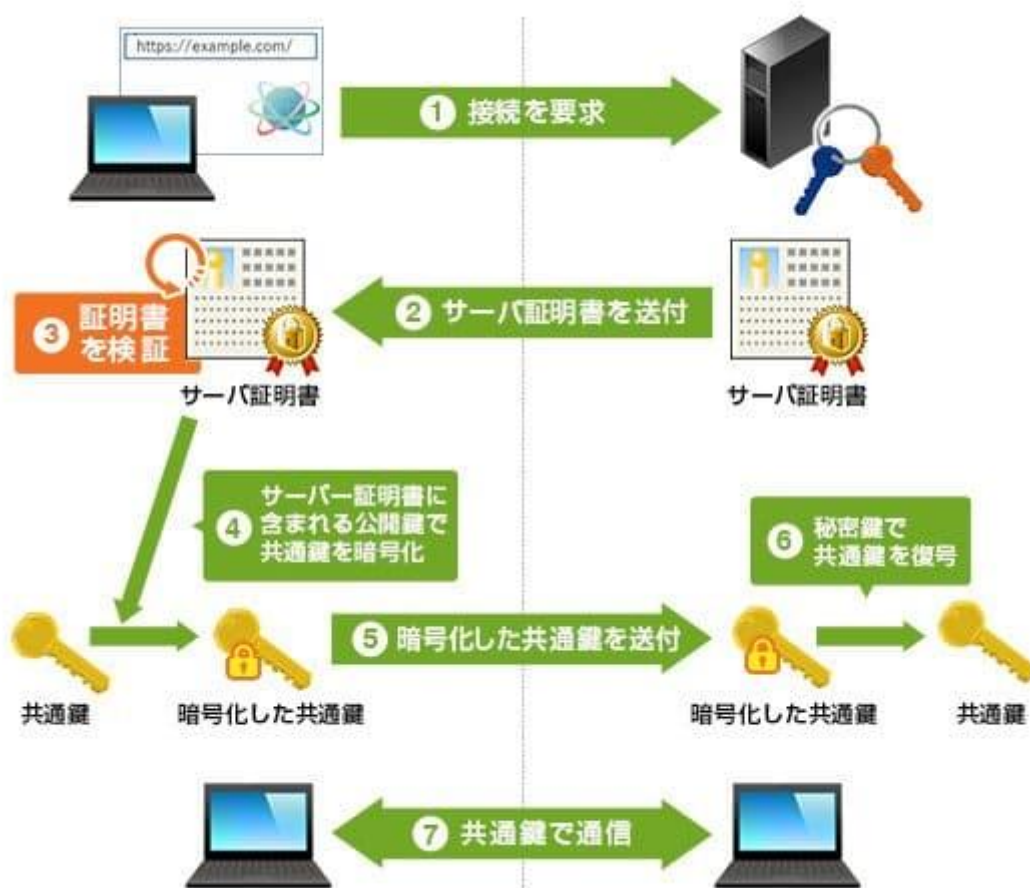 https://example.com/
1 接続を要求
2 サーバ証明書を送付
3 証明書
を検証
サーバ証明書
サーバ証明書
4 サーバー証明書に
含まれる公開鍵で
共通鍵を暗号化
6 秘密鍵で
共通鍵を復号
5 暗号化した共通鍵を送付
共通鍵
暗号化した共通鍵
暗号化した共通鍵
共通鍵
7 共通鍵で通信